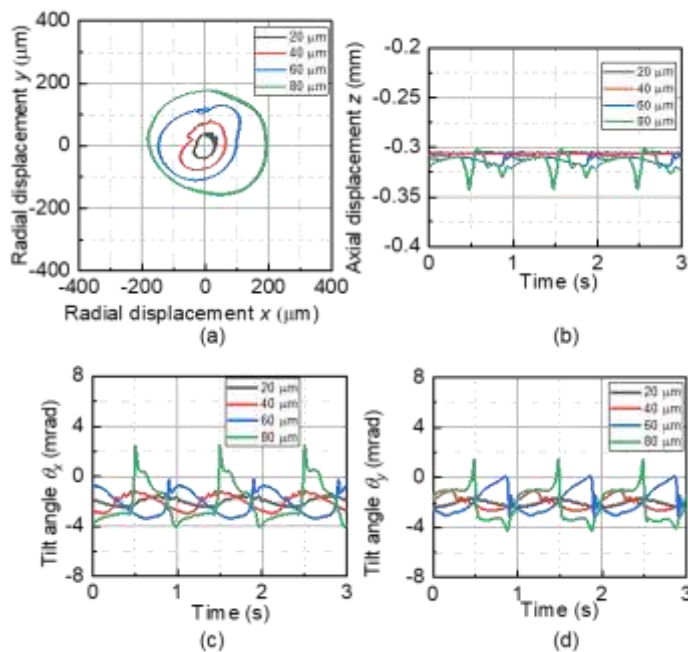 400
200
0
-200
-400
Radial displacement y (μm)
20 μm
40 μm
60 μm
80 μm
-400 -200 0 200 400
Radial displacement x (μm)
(a)
-0.2
-0.25
-0.3
-0.35
-0.4
Axial displacement z (mm)
20 μm
40 μm
60 μm
80 μm
0 1 2 3
Time (s)
(b)
8
4
0
-4
-8
Tilt angle θx (mrad)
20 μm
40 μm
60 μm
80 μm
0 1 2 3
Time (s)
(c)
8
4
0
-4
-8
Tilt angle θy (mrad)
20 μm
40 μm
60 μm
80 μm
0 1 2 3
Time (s)
(d)